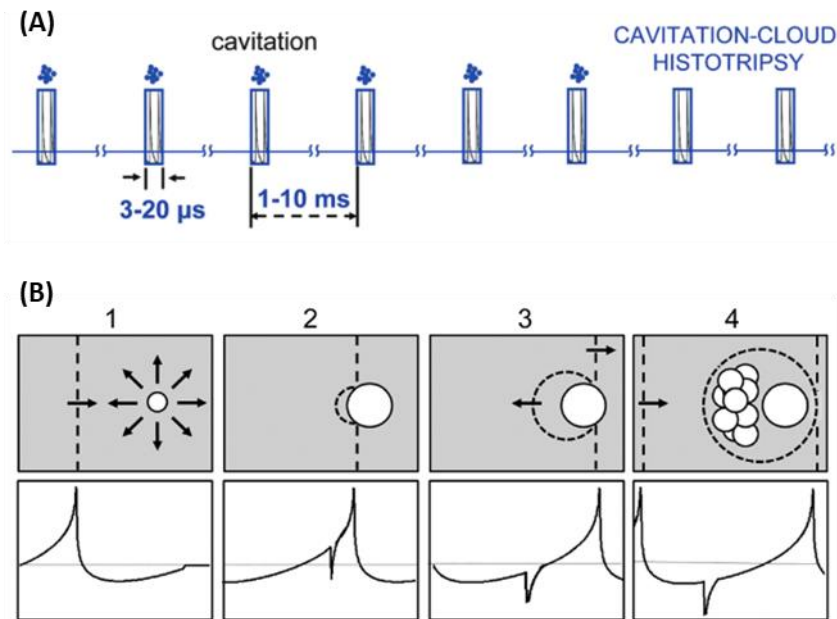 (A)
cavitation
CAVITATION-CLOUD
HISTOTRIPSY
3-20 µs
1-10 ms
(B)
1 2 3 4